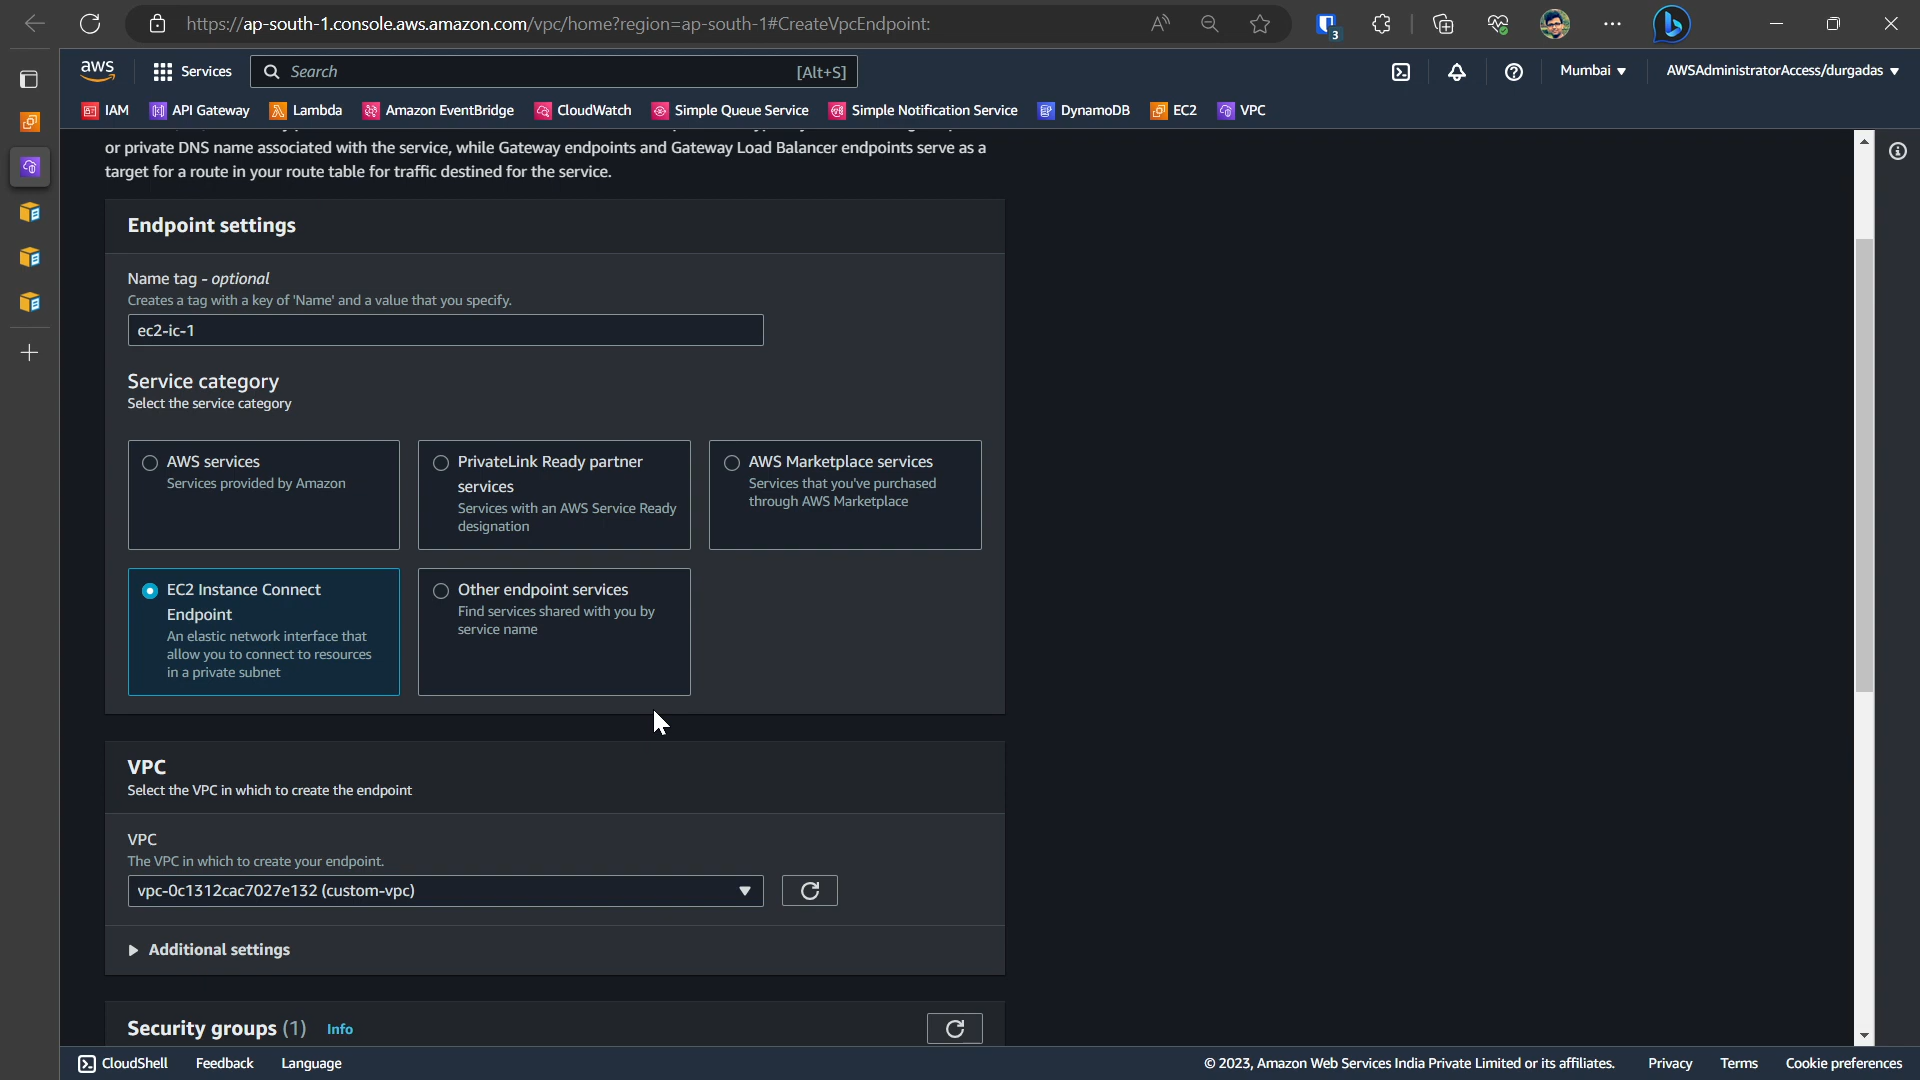 https://ap-south-1.console.aws.amazon.com/vpc/home?region=ap-south-1#CreateVpcEndpoint:
3
aws
Services
Search
[Alt+S]
Mumbai
AWSAdministratorAccess/durgadas
IAM
API Gateway
Lambda
Amazon EventBridge
CloudWatch
Simple Queue Service
Simple Notification Service
DynamoDB
EC2
VPC
or private DNS name associated with the service, while Gateway endpoints and Gateway Load Balancer endpoints serve as a
target for a route in your route table for traffic destined for the service.
Endpoint settings
Name tag - optional
Creates a tag with a key of 'Name' and a value that you specify.
ec2-ic-1
Service category
Select the service category
AWS services
Services provided by Amazon
PrivateLink Ready partner
services
Services with an AWS Service Ready
designation
AWS Marketplace services
Services that you've purchased
through AWS Marketplace
EC2 Instance Connect
Endpoint
An elastic network interface that
allow you to connect to resources
in a private subnet
Other endpoint services
Find services shared with you by
service name
VPC
Select the VPC in which to create the endpoint
VPC
The VPC in which to create your endpoint.
vpc-0c1312cac7027e132 (custom-vpc)
Additional settings
Security groups (1) Info
CloudShell
Feedback
Language
© 2023, Amazon Web Services India Private Limited or its affiliates.
Privacy
Terms
Cookie preferences